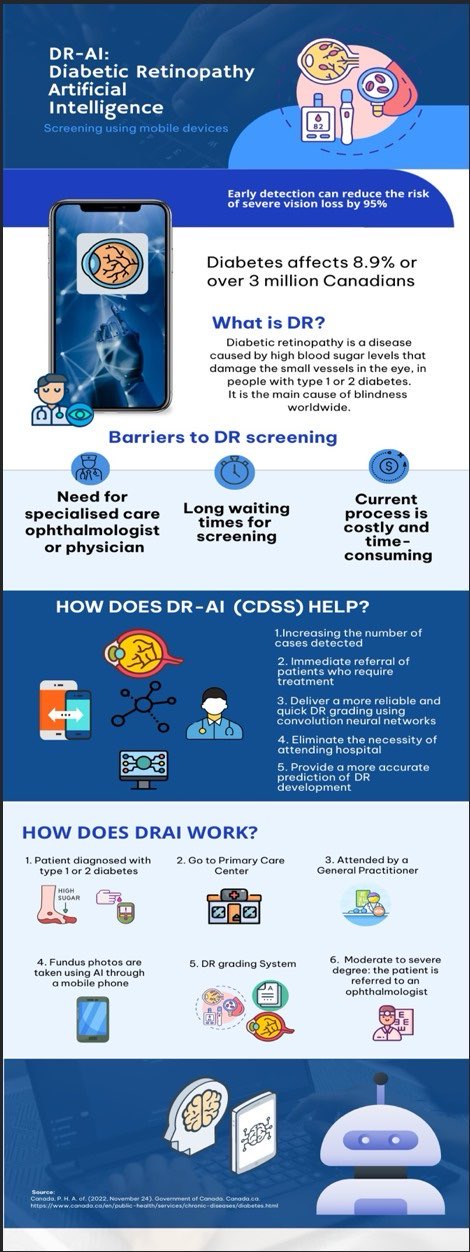 DR-AI:
Diabetic Retinopathy
Artificial
Intelligence
Screening using mobile devices
82
Early detection can reduce the risk
of severe vision loss by 95%
Diabetes affects 8.9% or
over 3 million Canadians
What is DR?
Diabetic retinopathy is a disease
caused by high blood sugar levels that
damage the small vessels in the eye, in
people with type 1 or 2 diabetes.
It is the main cause of blindness
worldwide.
Barriers to DR screening
Need for
specialised care
ophthalmologist
or physician
Long waiting
times for
screening
$
Current
process is
costly and
time-
consuming
HOW DOES DR-AI (CDSS) HELP?
1.Increasing the number of
cases detected
2. Immediate referral of
patients who require
treatment
3. Deliver a more reliable and
quick DR grading using
convolution neural networks
4. Eliminate the necessity of
attending hospital
5. Provide a more accurate
prediction of DR
development
HOW DOES DRAI WORK?
1. Patient diagnosed with
type 1 or 2 diabetes
HIGH
SUGAR
2. Go to Primary Care
Center
3. Attended by a
General Practitioner
4. Fundus photos are
taken using AI through
a mobile phone
5. DR grading System
A
6. Moderate to severe
degree: the patient is
referred to an
ophthalmologist
Source:
Canada, P. H. A. of. (2022, November 24). Government of Canada. Canada.ca.
https://www.canada.ca/en/public-health/services/chronic-diseases/diabetes.html